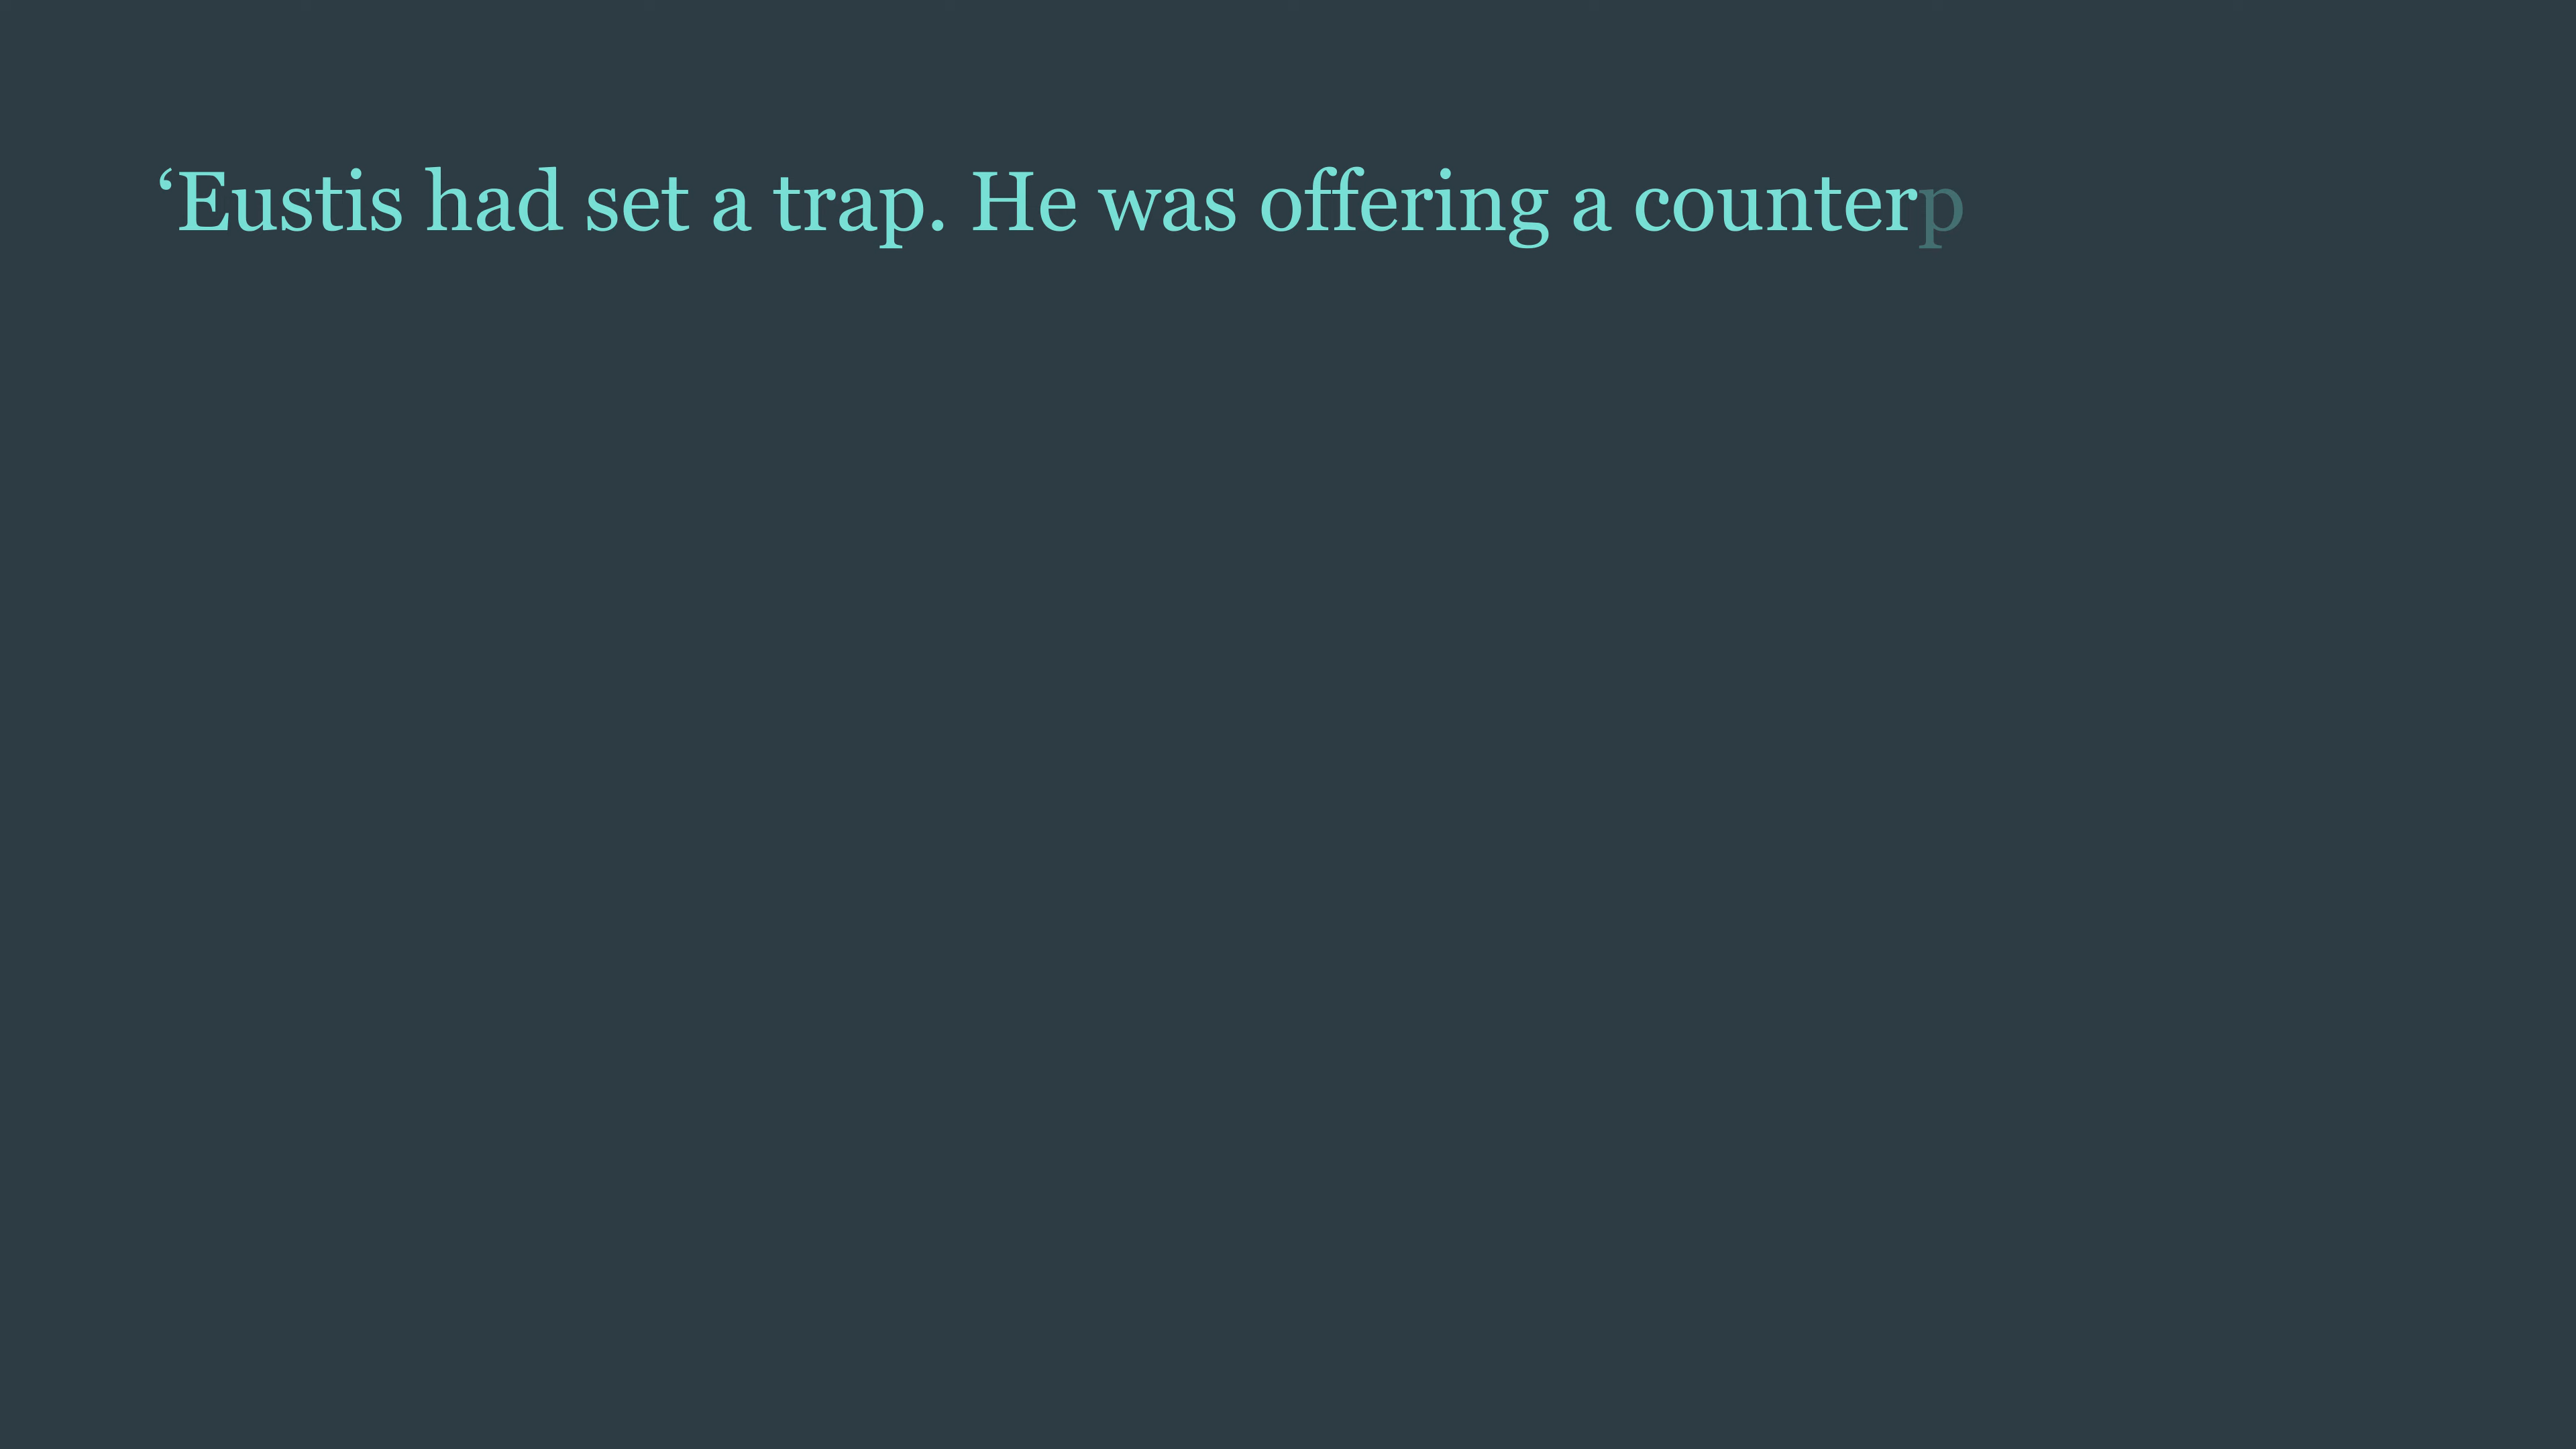 ‘Eustis had set a trap. He was offering a counterp